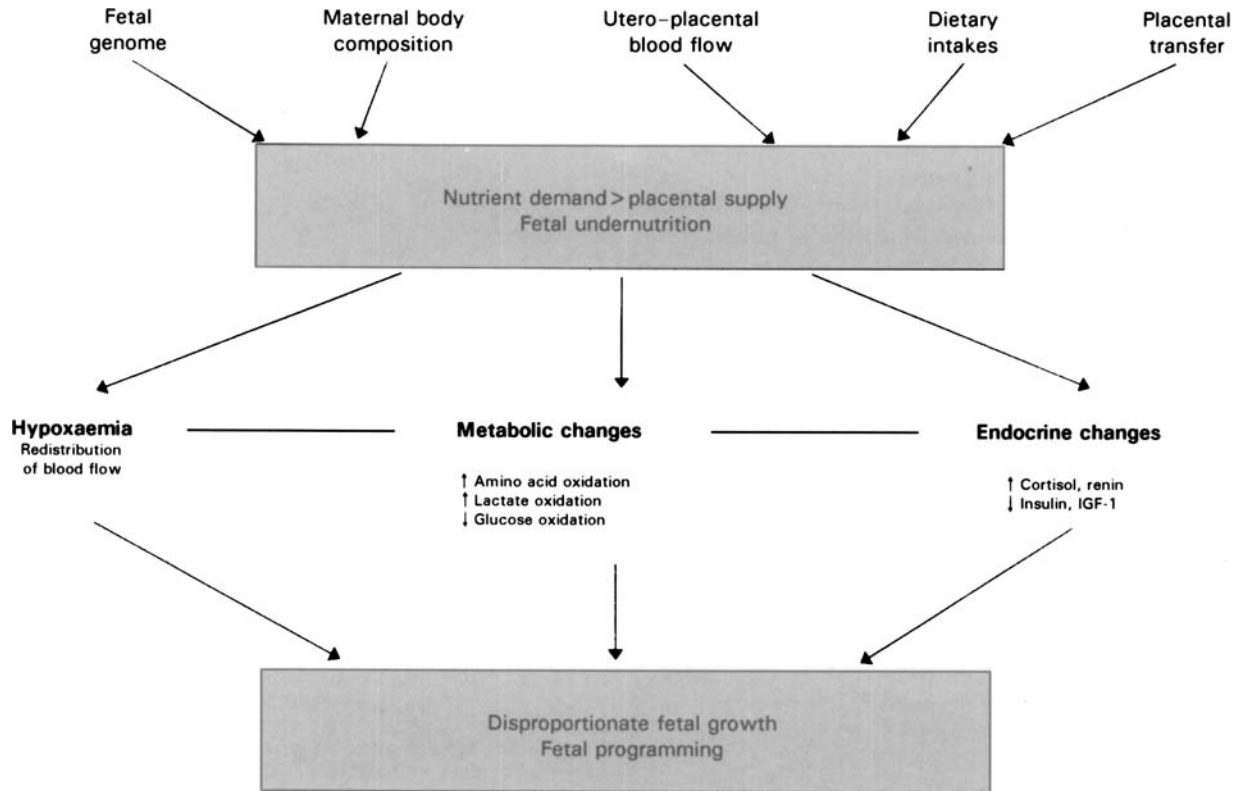 Fetal
genome
Maternal body
composition
Utero-placental
blood flow
Dietary
intakes
Placental
transfer
Nutrient demand > placental supply
Fetal undernutrition
Hypoxaemia
Redistribution
of blood flow
Metabolic changes
↑ Amino acid oxidation
↑ Lactate oxidation
↓ Glucose oxidation
Endocrine changes
↑ Cortisol, renin
↓ Insulin, IGF-1
Disproportionate fetal growth
Fetal programming